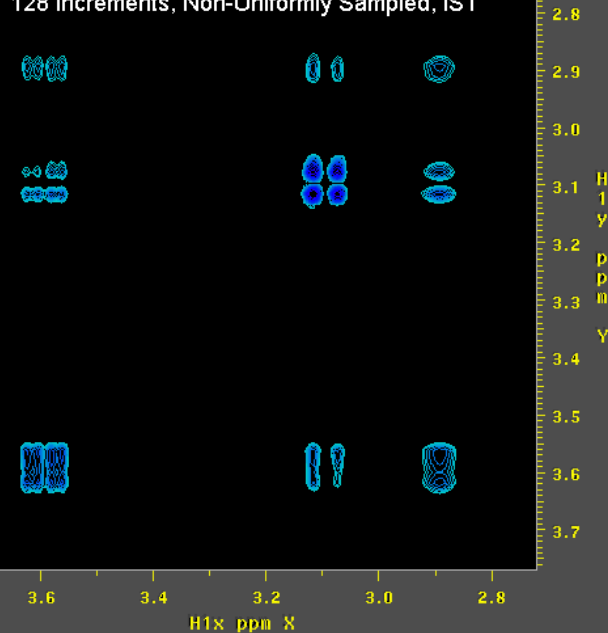 128 Increments, Non-Uniformly Sampled, IST
2.8
2.9
3.0
3.1
3.2
3.3
3.4
3.5
3.6
3.7
H1y ppm Y
3.6 3.4 3.2 3.0 2.8
H1x ppm X